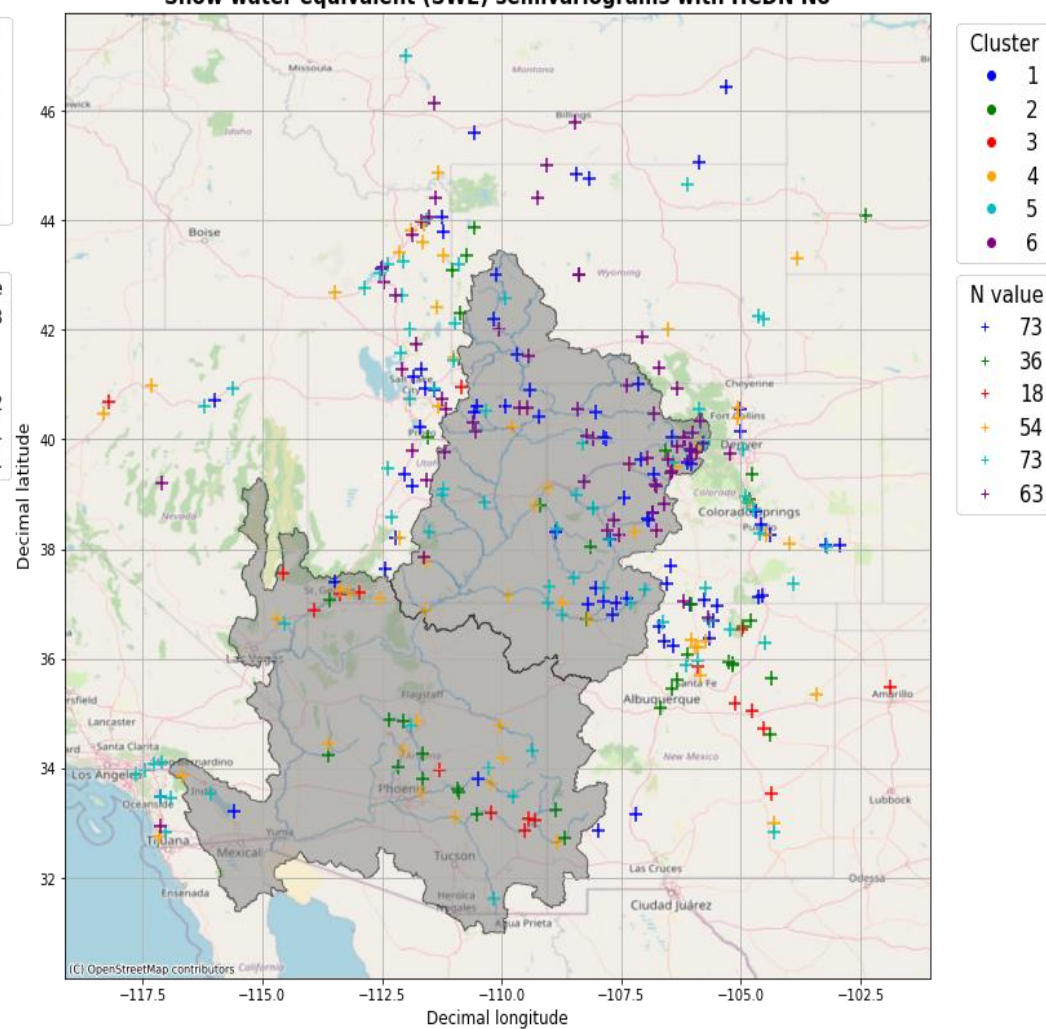 Snow water equivalent (SWE) semivariograms with HCDN No
Missoula
Montana
Billings
Idaho
Boise
Wyoming
Salt Lake
City
Utah
Cheyenne
Fort Collins
Denver
Colorado
Colorado Springs
Nevada
Las Vegas
Flagstaff
Santa Fe
Albuquerque
Amarillo
Lancaster
Santa Clarita
Los Angeles
Oceanside
Tijuana
Mexicali
Yuma
Ensenada
New Mexico
Lubbock
Tucson
Las Cruces
Odessa
Heroica
Nogales
Agua Prieta
Ciudad Juárez
California
(C) OpenStreetMap contributors
46
44
42
40
38
36
34
32
Decimal latitude
−117.5
−115.0
−112.5
−110.0
−107.5
−105.0
−102.5
Decimal longitude
Cluster
1
2
3
4
5
6
N value
73
36
18
54
73
63